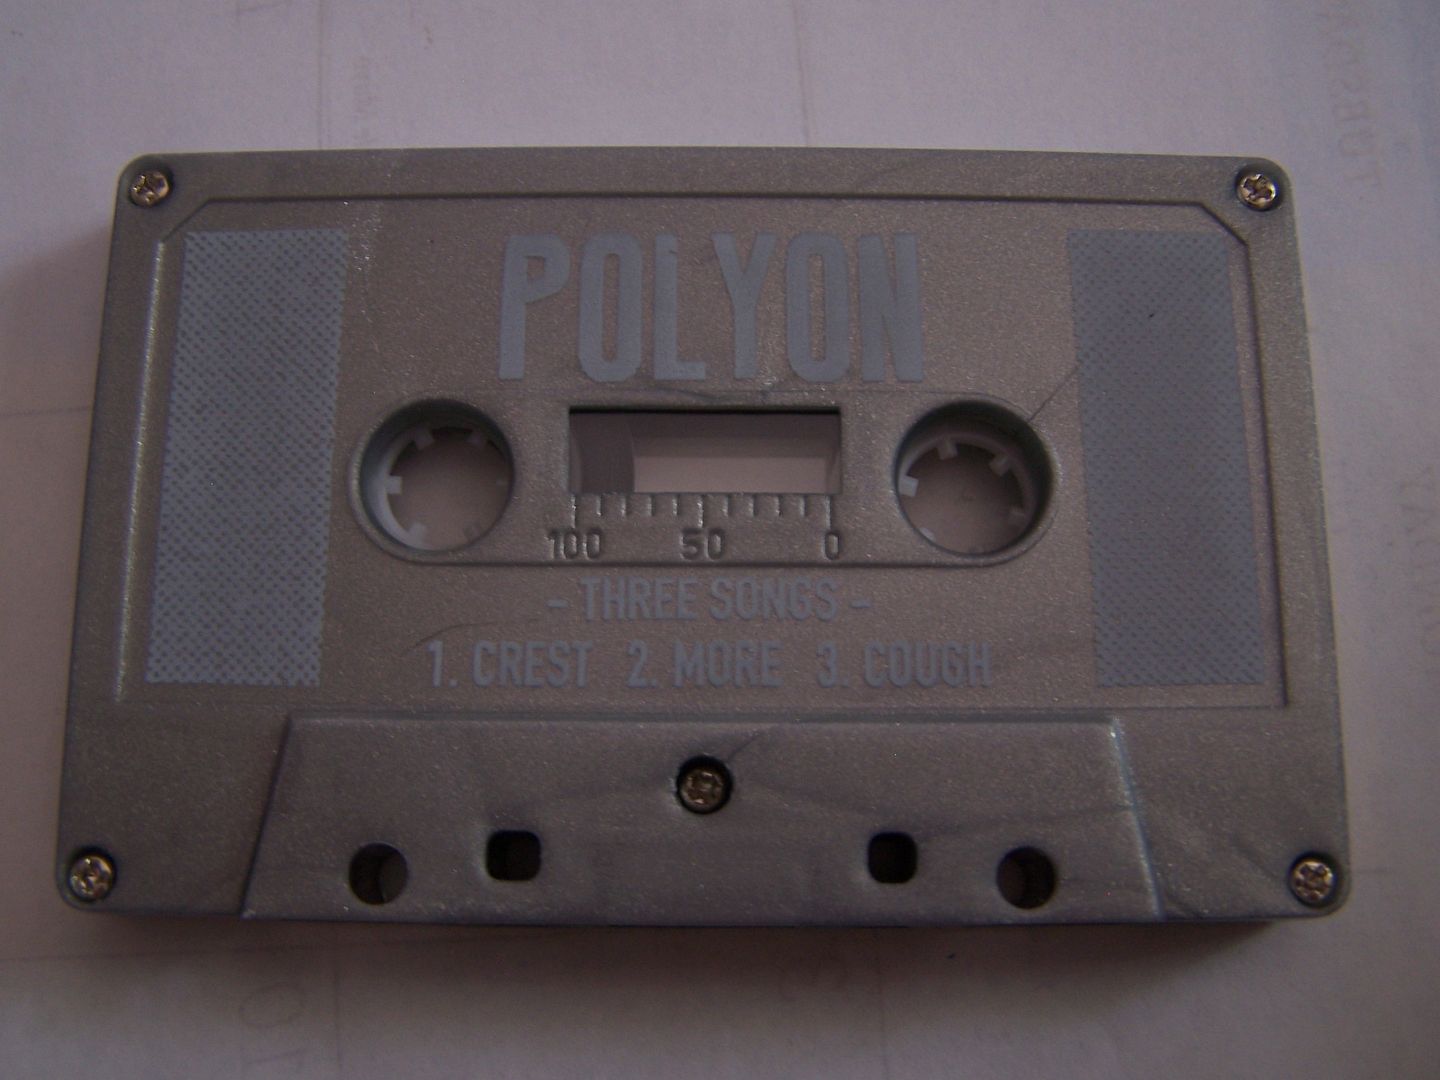 POLYON
100 50 0
- THREE SONGS -
1. CREST 2. MORE 3. COUGH